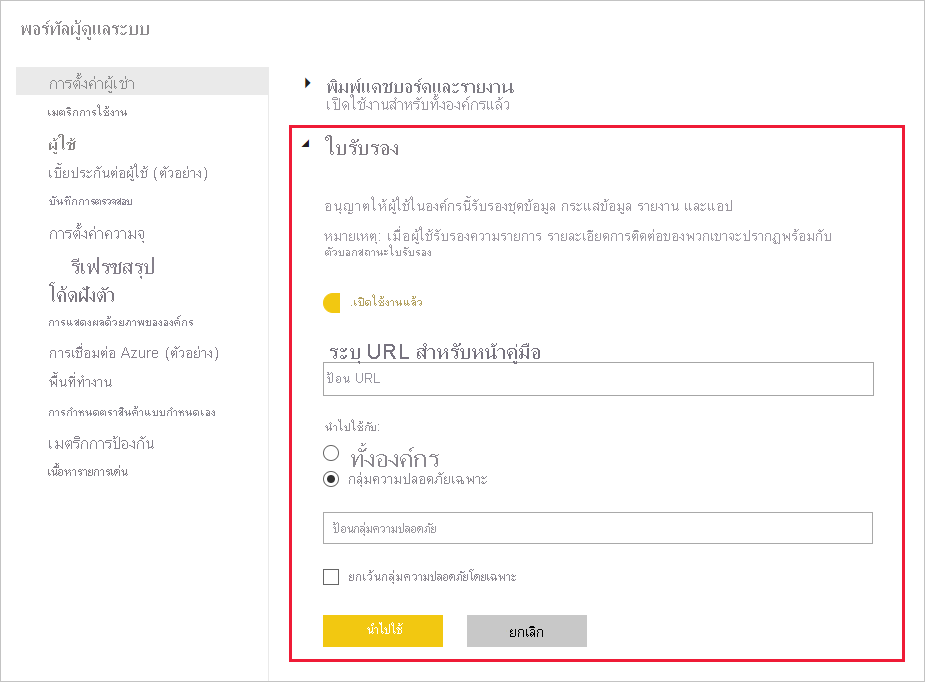 พอร์ทัลผู้ดูแลระบบ
การตั้งค่าผู้เช่า
เมตริกการใช้งาน
ผู้ใช้
เบี้ยประกันต่อผู้ใช้ (ตัวอย่าง)
บันทึกการตรวจสอบ
การตั้งค่าความจุ
รีเฟรชสรุป
โค้ดฝังตัว
การแสดงผลด้วยภาพขององค์กร
การเชื่อมต่อ Azure (ตัวอย่าง)
พื้นที่ทำงาน
การกำหนดตราสินค้าแบบกำหนดเอง
เมตริกการป้องกัน
เนื้อหารายการเด่น
พิมพ์แดชบอร์ดและรายงาน
เปิดใช้งานสำหรับทั้งองค์กรแล้ว
ใบรับรอง
อนุญาตให้ผู้ใช้ในองค์กรนี้รับรองชุดข้อมูล กระแสข้อมูล รายงาน และแอป
หมายเหตุ: เมื่อผู้ใช้รับรองความรายการ รายละเอียดการติดต่อของพวกเขาจะปรากฏพร้อมกับ
ตัวบอกสถานะใบรับรอง
.เปิดใช้งานแล้ว
ระบุ URL สำหรับหน้าคู่มือ
ป้อน URL
นำไปใช้กับ:
ทั้งองค์กร
กลุ่มความปลอดภัยเฉพาะ
ป้อนกลุ่มความปลอดภัย
ยกเว้นกลุ่มความปลอดภัยโดยเฉพาะ
นำไปใช้
ยกเลิก